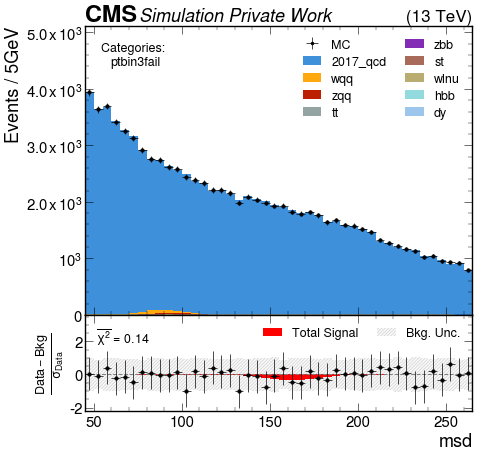 CMS Simulation Private Work (13 TeV)
Events / 5GeV
5.0 x 10³
4.0 x 10³
3.0 x 10³
2.0 x 10³
10³
0
Categories:
ptbin3fail
MC
2017_qcd
wqq
zqq
tt
zbb
st
wlnu
hbb
dy
Data - Bkg
σData
2
0
-2
χ² = 0.14
Total Signal
Bkg. Unc.
50 100 150 200 250
msd